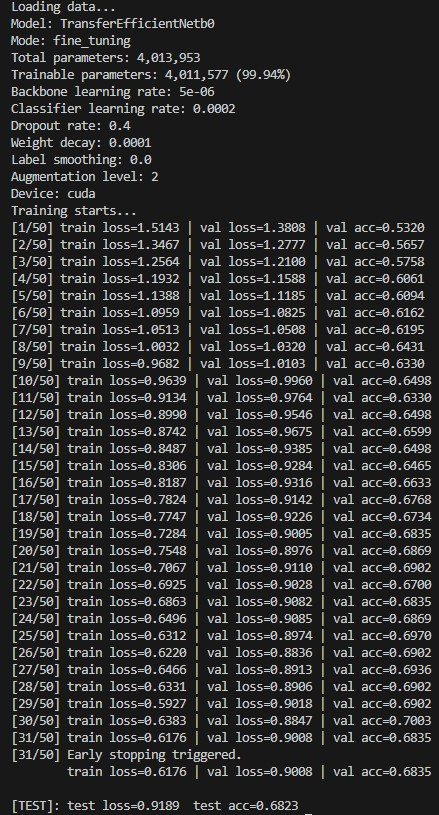 Loading data...
Model: TransferEfficientNetb0
Mode: fine_tuning
Total parameters: 4,013,953
Trainable parameters: 4,011,577 (99.94%)
Backbone learning rate: 5e-06
Classifier learning rate: 0.0002
Dropout rate: 0.4
Weight decay: 0.0001
Label smoothing: 0.0
Augmentation level: 2
Device: cuda
Training starts...
[1/50] train loss=1.5143 | val loss=1.3808 | val acc=0.5320
[2/50] train loss=1.3467 | val loss=1.2777 | val acc=0.5657
[3/50] train loss=1.2564 | val loss=1.2100 | val acc=0.5758
[4/50] train loss=1.1932 | val loss=1.1588 | val acc=0.6061
[5/50] train loss=1.1388 | val loss=1.1185 | val acc=0.6094
[6/50] train loss=1.0959 | val loss=1.0825 | val acc=0.6162
[7/50] train loss=1.0513 | val loss=1.0508 | val acc=0.6195
[8/50] train loss=1.0032 | val loss=1.0320 | val acc=0.6431
[9/50] train loss=0.9682 | val loss=1.0103 | val acc=0.6330
[10/50] train loss=0.9639 | val loss=0.9960 | val acc=0.6498
[11/50] train loss=0.9134 | val loss=0.9764 | val acc=0.6330
[12/50] train loss=0.8990 | val loss=0.9546 | val acc=0.6498
[13/50] train loss=0.8742 | val loss=0.9675 | val acc=0.6599
[14/50] train loss=0.8487 | val loss=0.9385 | val acc=0.6498
[15/50] train loss=0.8306 | val loss=0.9284 | val acc=0.6465
[16/50] train loss=0.8187 | val loss=0.9316 | val acc=0.6633
[17/50] train loss=0.7824 | val loss=0.9142 | val acc=0.6768
[18/50] train loss=0.7747 | val loss=0.9226 | val acc=0.6734
[19/50] train loss=0.7284 | val loss=0.9005 | val acc=0.6835
[20/50] train loss=0.7548 | val loss=0.8976 | val acc=0.6869
[21/50] train loss=0.7067 | val loss=0.9110 | val acc=0.6902
[22/50] train loss=0.6925 | val loss=0.9028 | val acc=0.6700
[23/50] train loss=0.6863 | val loss=0.9082 | val acc=0.6835
[24/50] train loss=0.6496 | val loss=0.9085 | val acc=0.6869
[25/50] train loss=0.6312 | val loss=0.8974 | val acc=0.6970
[26/50] train loss=0.6220 | val loss=0.8836 | val acc=0.6902
[27/50] train loss=0.6466 | val loss=0.8913 | val acc=0.6936
[28/50] train loss=0.6331 | val loss=0.8906 | val acc=0.6902
[29/50] train loss=0.5927 | val loss=0.9018 | val acc=0.6902
[30/50] train loss=0.6383 | val loss=0.8847 | val acc=0.7003
[31/50] train loss=0.6176 | val loss=0.9008 | val acc=0.6835
[31/50] Early stopping triggered.
train loss=0.6176 | val loss=0.9008 | val acc=0.6835
[TEST]: test loss=0.9189  test acc=0.6823